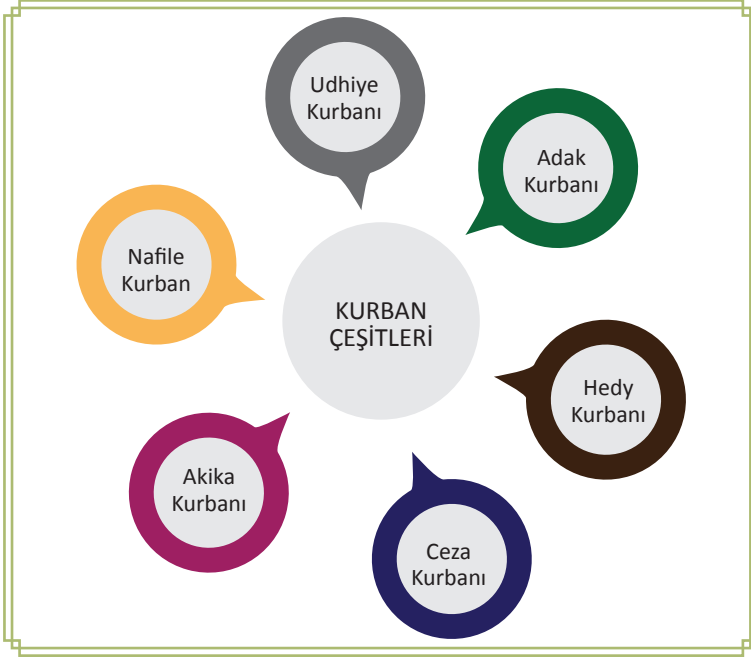 Udhiye
Kurbanı
Adak
Kurbanı
Nafile
Kurban
KURBAN
ÇEŞİTLERİ
Hedy
Kurbanı
Akika
Kurbanı
Ceza
Kurbanı